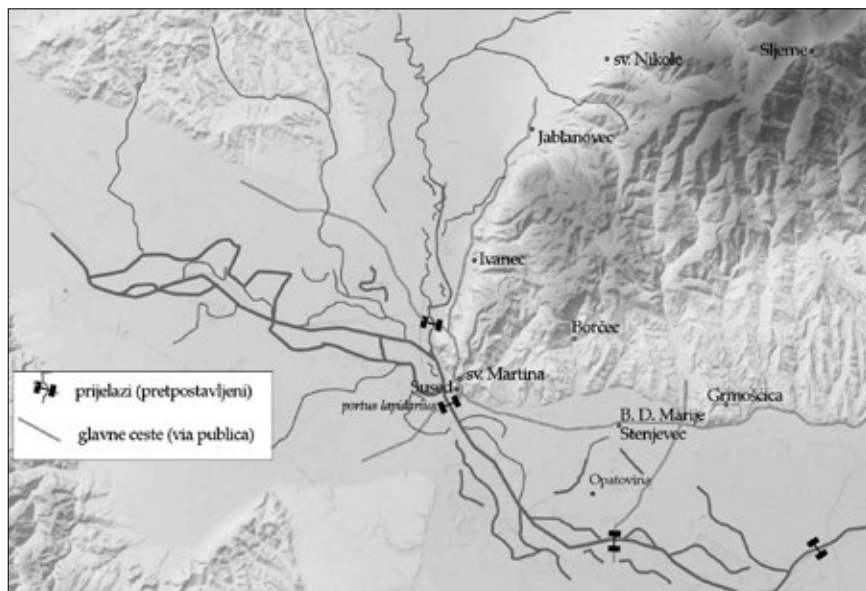 sv. Nikole
Sljeme
Jablanovec
Ivanec
Borčec
sv. Martina
Sused
portus lapidarius
Grmoščica
B. D. Marije
Stenjevec
Opatovina
prijelazi (pretpostavljeni)
glavne ceste (via publica)